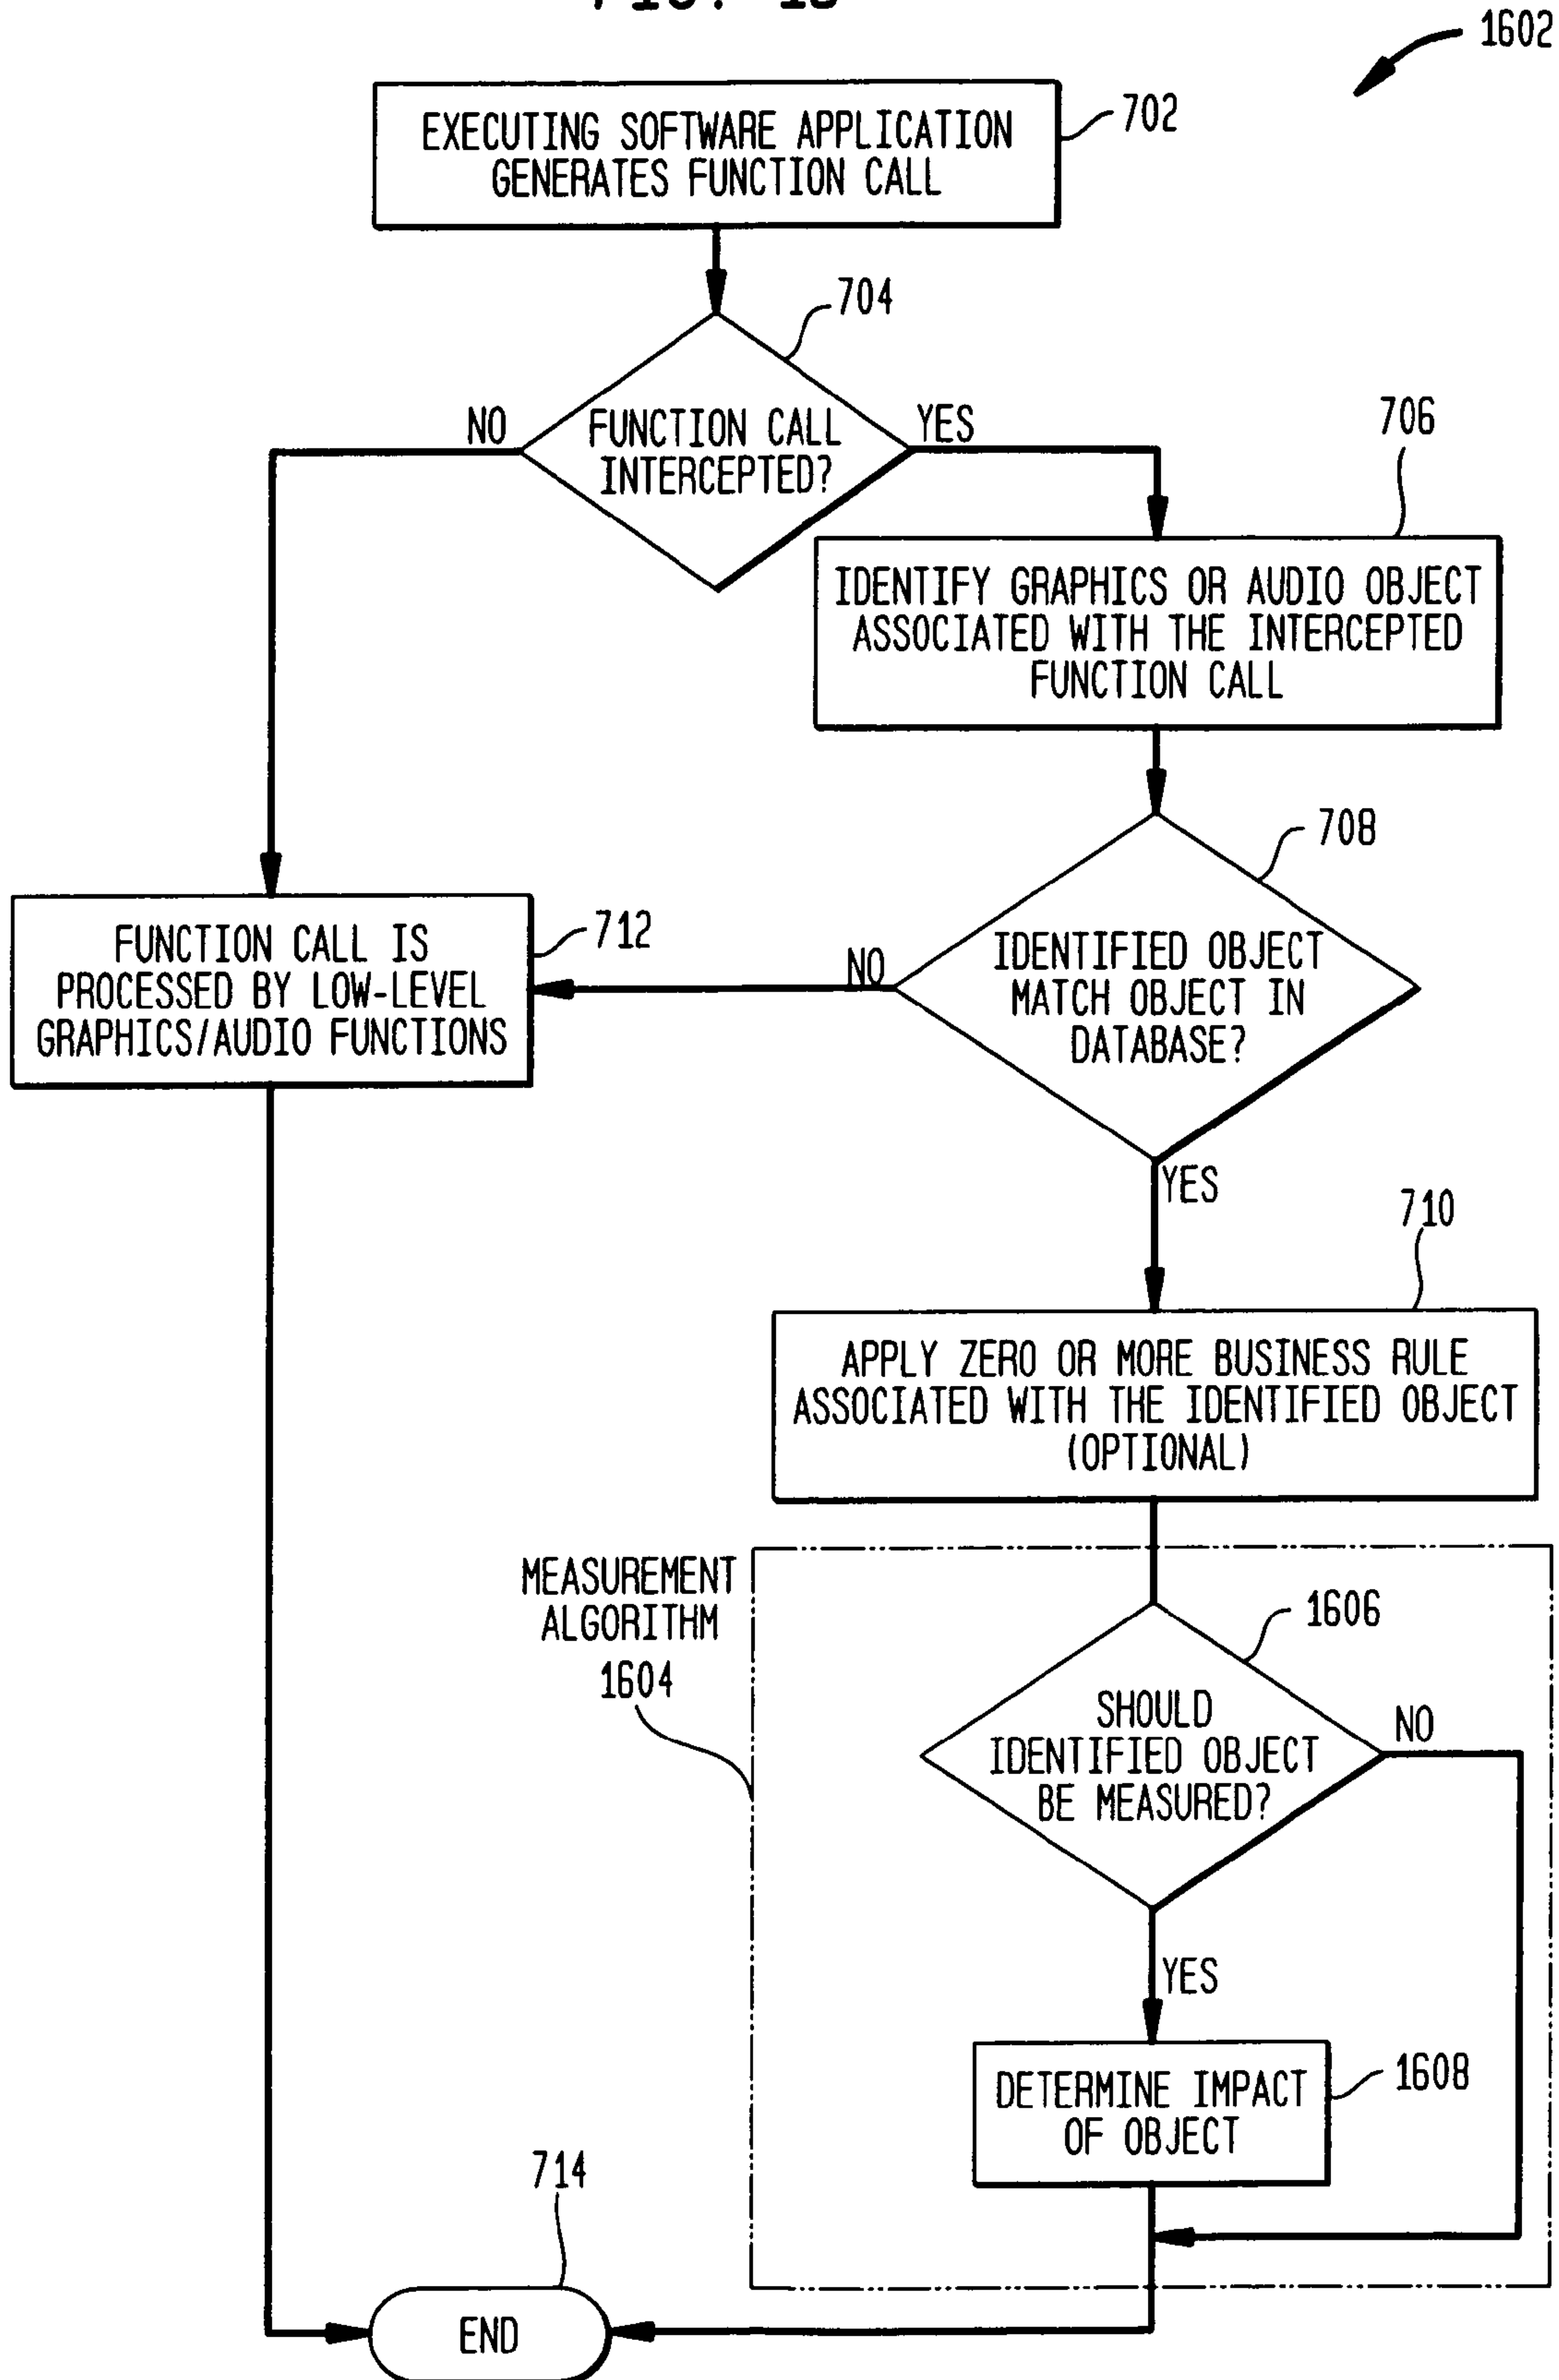 1602
EXECUTING SOFTWARE APPLICATION
GENERATES FUNCTION CALL
702
704
NO
FUNCTION CALL
INTERCEPTED?
YES
706
IDENTIFY GRAPHICS OR AUDIO OBJECT
ASSOCIATED WITH THE INTERCEPTED
FUNCTION CALL
708
FUNCTION CALL IS
PROCESSED BY LOW-LEVEL
GRAPHICS/AUDIO FUNCTIONS
712
NO
IDENTIFIED OBJECT
MATCH OBJECT IN
DATABASE?
YES
710
APPLY ZERO OR MORE BUSINESS RULE
ASSOCIATED WITH THE IDENTIFIED OBJECT
(OPTIONAL)
MEASUREMENT
ALGORITHM
1604
1606
SHOULD
IDENTIFIED OBJECT
BE MEASURED?
NO
YES
DETERMINE IMPACT
OF OBJECT
1608
714
END